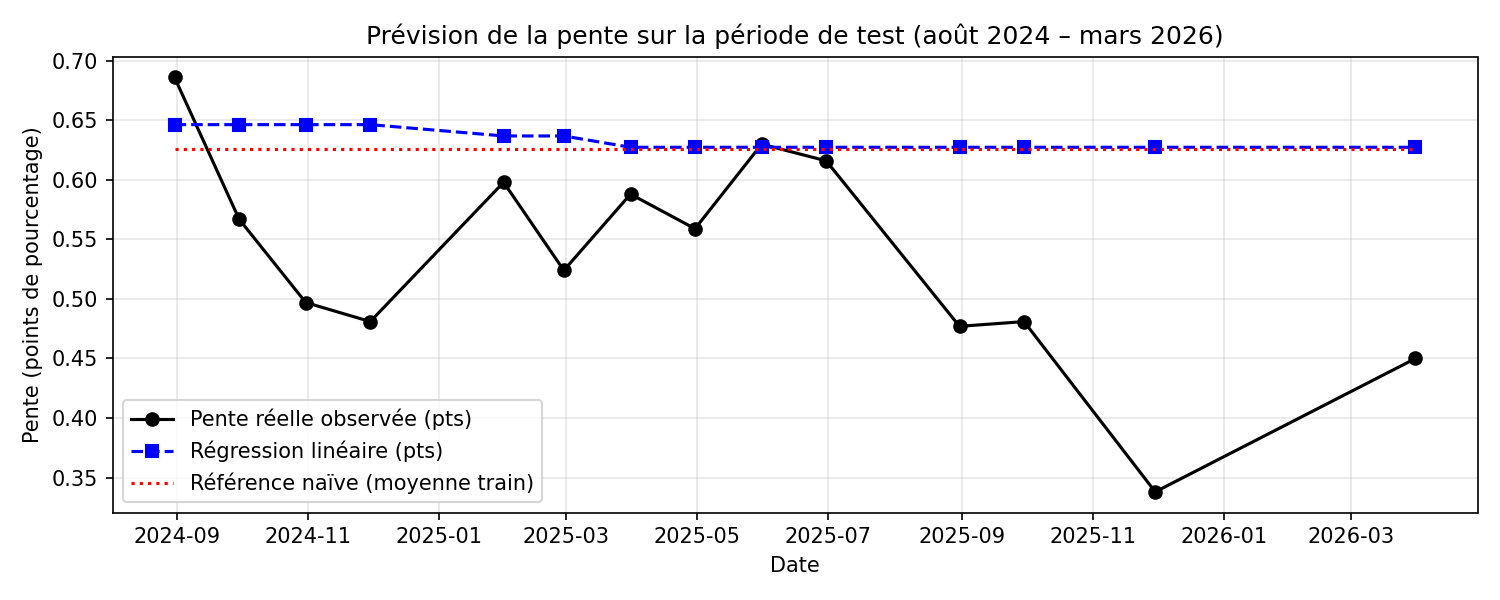 Prévision de la pente sur la période de test (août 2024 – mars 2026)
Pente (points de pourcentage)
0.70
0.65
0.60
0.55
0.50
0.45
0.40
0.35
Pente réelle observée (pts)
Régression linéaire (pts)
Référence naïve (moyenne train)
2024-09 2024-11 2025-01 2025-03 2025-05 2025-07 2025-09 2025-11 2026-01 2026-03
Date